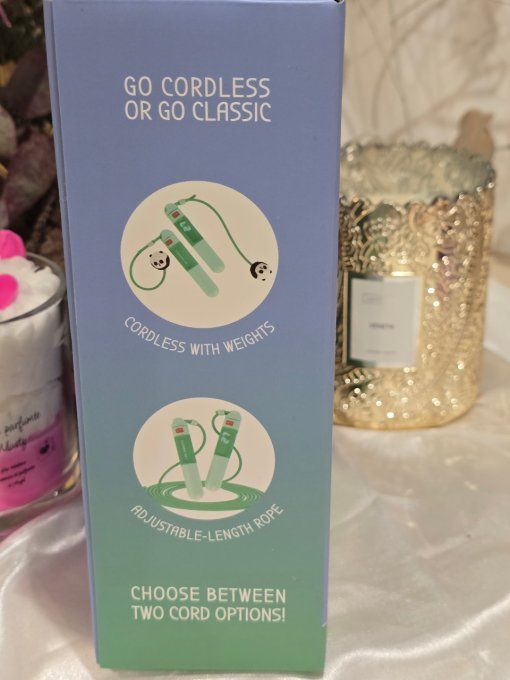 GO CORDLESS
OR GO CLASSIC
CORDLESS WITH WEIGHTS
ADJUSTABLE-LENGTH ROPE
CHOOSE BETWEEN
TWO CORD OPTIONS!